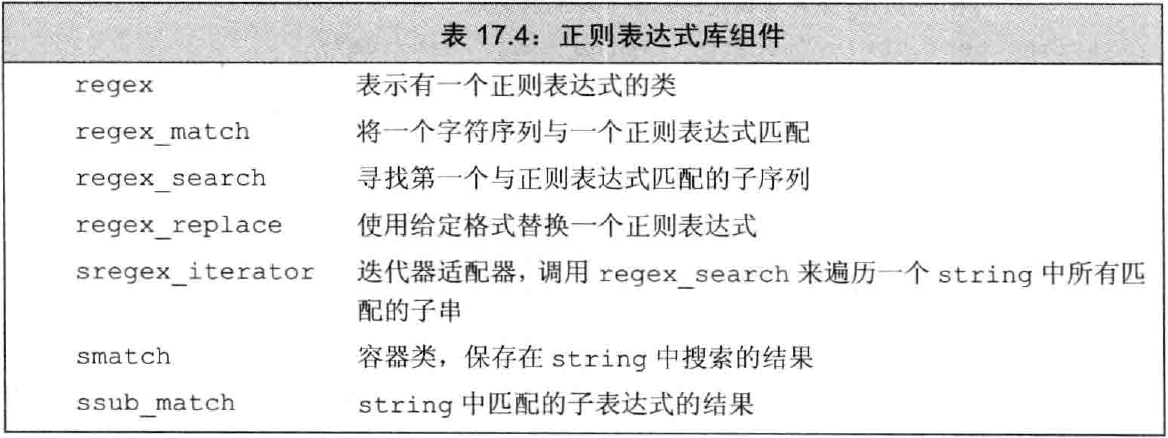 表 17.4：正则表达式库组件
regex 表示有一个正则表达式的类
regex_match 将一个字符序列与一个正则表达式匹配
regex_search 寻找第一个与正则表达式匹配的子序列
regex_replace 使用给定格式替换一个正则表达式
sregex_iterator 迭代器适配器，调用 regex_search 来遍历一个 string 中所有匹
配的子串
smatch 容器类，保存在 string 中搜索的结果
ssub_match string 中匹配的子表达式的结果